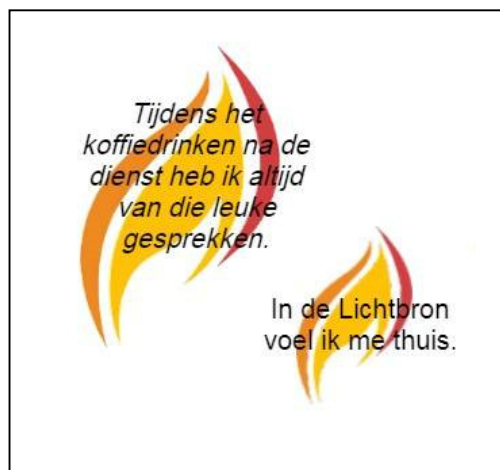 Tijdens het
koffiedrinken na de
dienst heb ik altijd
van die leuke
gesprekken.
In de Lichtbron
voel ik me thuis.